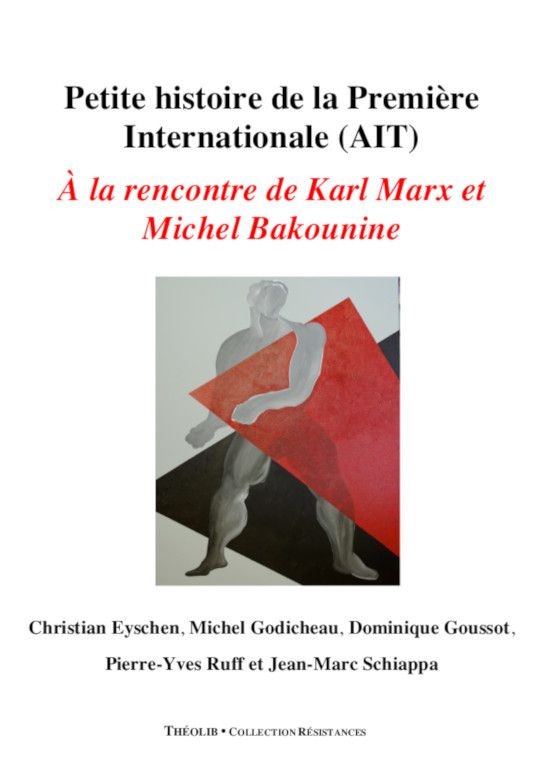 Petite histoire de la Première
Internationale (AIT)
À la rencontre de Karl Marx et
Michel Bakounine
Christian Eyschen, Michel Godicheau, Dominique Goussot,
Pierre-Yves Ruff et Jean-Marc Schiappa
THÉOLIB • COLLECTION RÉSISTANCES